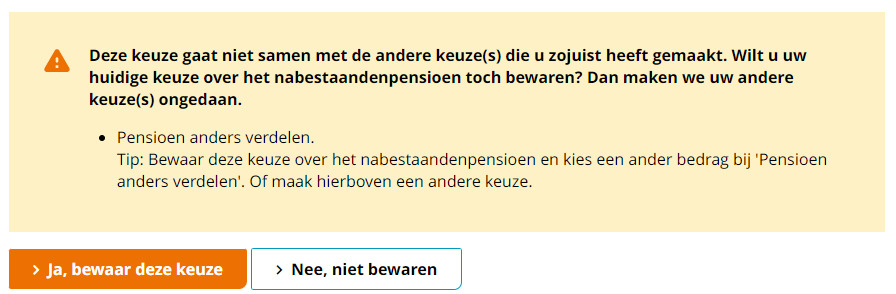 Deze keuze gaat niet samen met de andere keuze(s) die u zojuist heeft gemaakt. Wilt u uw
huidige keuze over het nabestaandenpensioen toch bewaren? Dan maken we uw andere
keuze(s) ongedaan.
• Pensioen anders verdelen.
Tip: Bewaar deze keuze over het nabestaandenpensioen en kies een ander bedrag bij 'Pensioen
anders verdelen'. Of maak hierboven een andere keuze.
› Ja, bewaar deze keuze
› Nee, niet bewaren